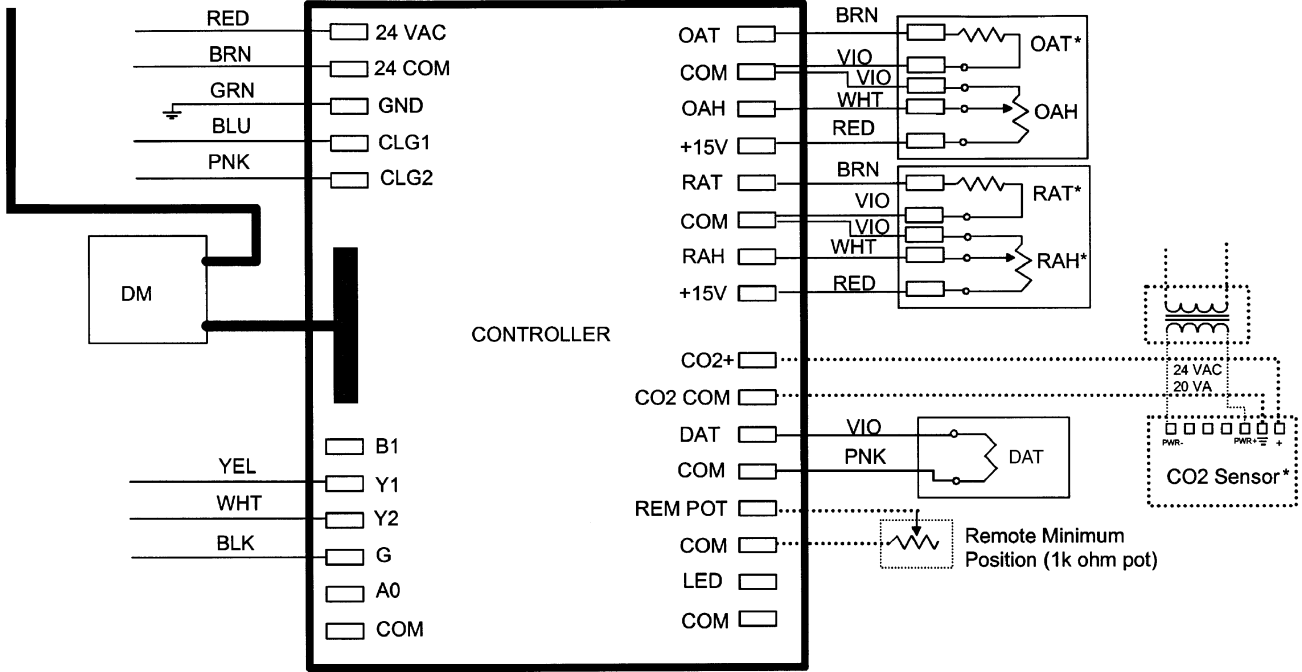 RED
24 VAC
BRN
24 COM
GRN
GND
BLU
CLG1
PNK
CLG2
DM
CONTROLLER
B1
YEL
Y1
WHT
Y2
BLK
G
A0
COM
OAT
BRN
OAT*
COM
VIO
VIO
OAH
WHT
OAH
+15V
RED
RAT
BRN
RAT*
COM
VIO
VIO
RAH
WHT
RAH*
+15V
RED
CO2+
24 VAC
20 VA
CO2 COM
DAT
VIO
COM
PNK
DAT
PWR-
PWR+
+
CO2 Sensor*
REM POT
COM
Remote Minimum
Position (1k ohm pot)
LED
COM